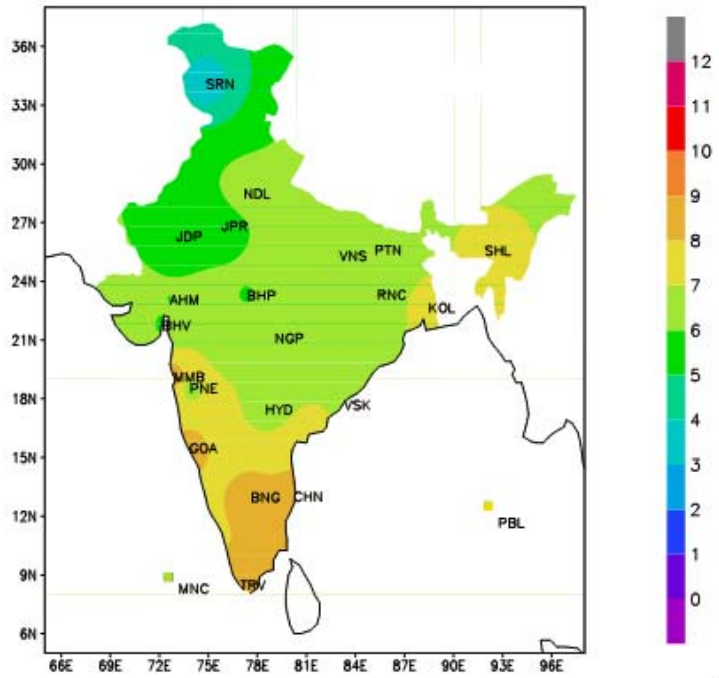 36N
33N
30N
27N
24N
21N
18N
15N
12N
9N
6N
66E 69E 72E 75E 78E 81E 84E 87E 90E 93E 96E
SRN
NDL
JPR
JDP
VNS
PTN
SHL
AHM
BHP
RNC
KOL
BHV
NGP
MMB
PNE
HYD
VSK
GOA
BNG
CHN
PBL
MNC
TRV
12
11
10
9
8
7
6
5
4
3
2
1
0